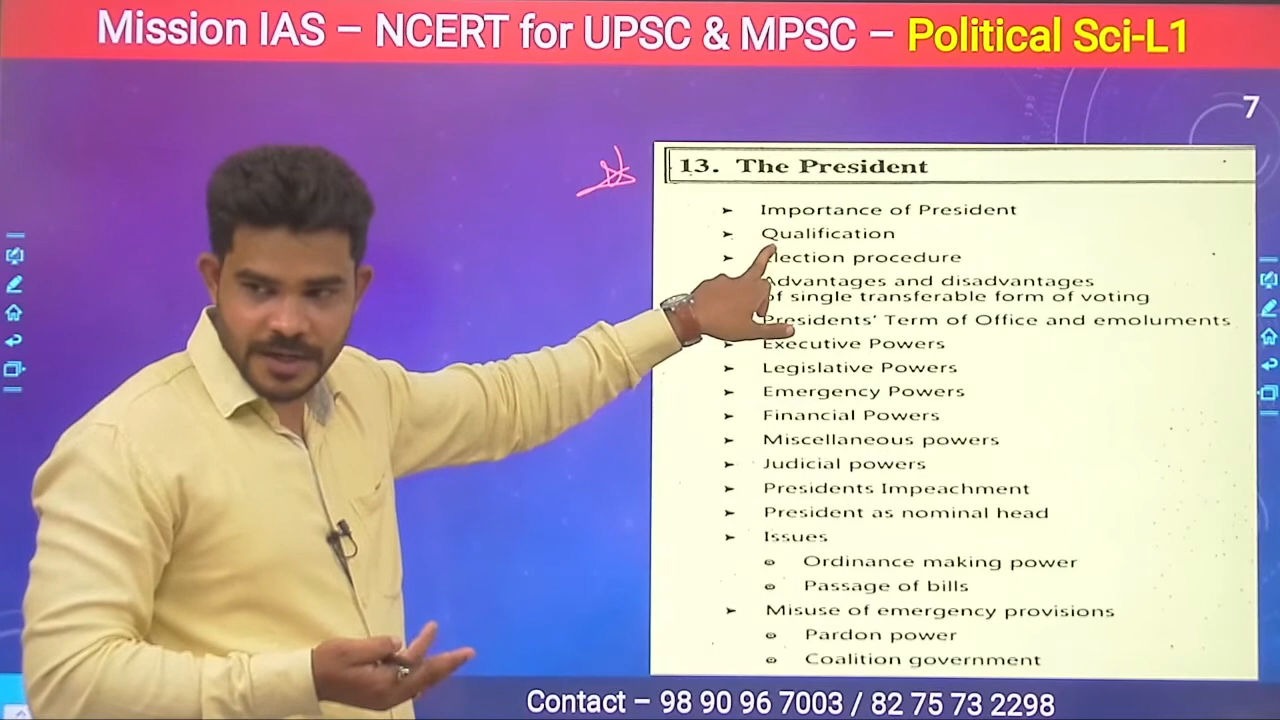 Mission IAS – NCERT for UPSC & MPSC – Political Sci-L1
7
13. The President
➤ Importance of President
➤ Qualification
➤ Election procedure
Advantages and disadvantages
of single transferable form of voting
Presidents' Term of Office and emoluments
Executive Powers
➤ Legislative Powers
➤ Emergency Powers
➤ Financial Powers
➤ Miscellaneous powers
➤ Judicial powers
➤ Presidents Impeachment
➤ President as nominal head
➤ Issues
Ordinance making power
Passage of bills
➤ Misuse of emergency provisions
Pardon power
Coalition government
Contact – 98 90 96 7003 / 82 75 73 2298